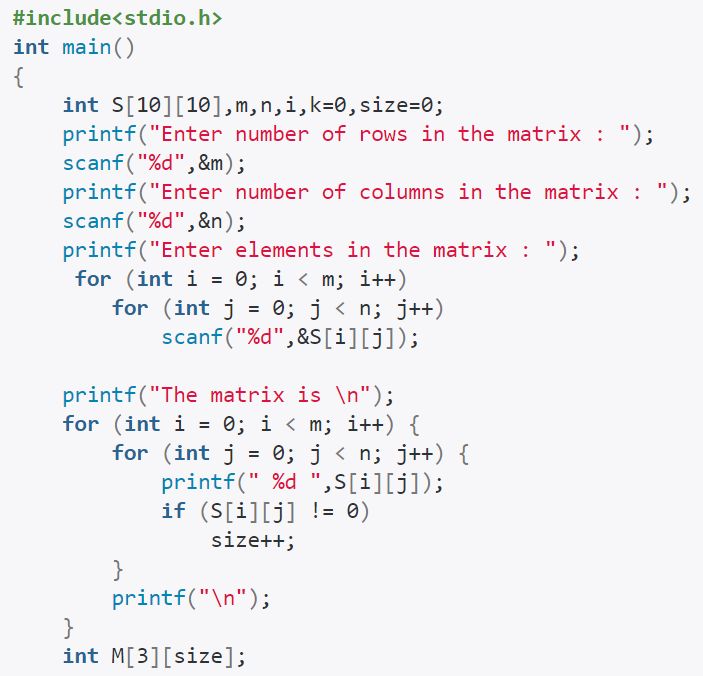 #include<stdio.h>
int main()
{
    int S[10][10],m,n,i,k=0,size=0;
    printf("Enter number of rows in the matrix : ");
    scanf("%d",&m);
    printf("Enter number of columns in the matrix : ");
    scanf("%d",&n);
    printf("Enter elements in the matrix : ");
     for (int i = 0; i < m; i++)
        for (int j = 0; j < n; j++)
            scanf("%d",&S[i][j]);

    printf("The matrix is \n");
    for (int i = 0; i < m; i++) {
        for (int j = 0; j < n; j++) {
            printf(" %d ",S[i][j]);
            if (S[i][j] != 0)
                size++;
        }
        printf("\n");
    }
    int M[3][size];